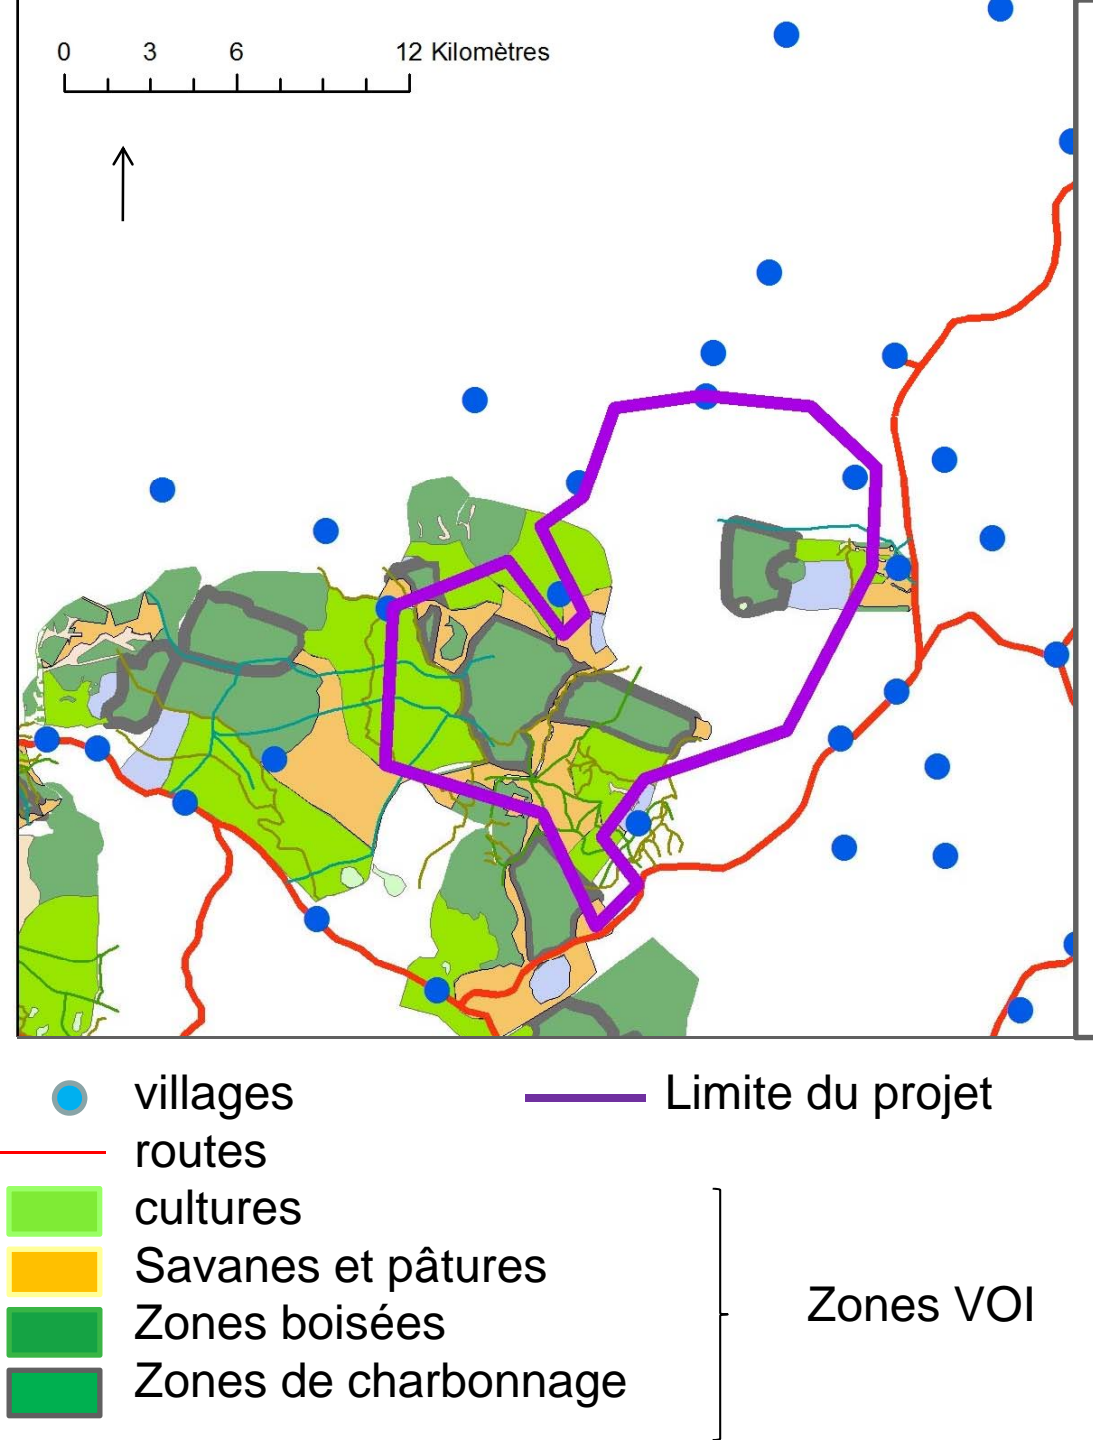 0 3 6 12 Kilomètres
villages
Limite du projet
routes
cultures
Savanes et pâtures
Zones boisées
Zones VOI
Zones de charbonnage